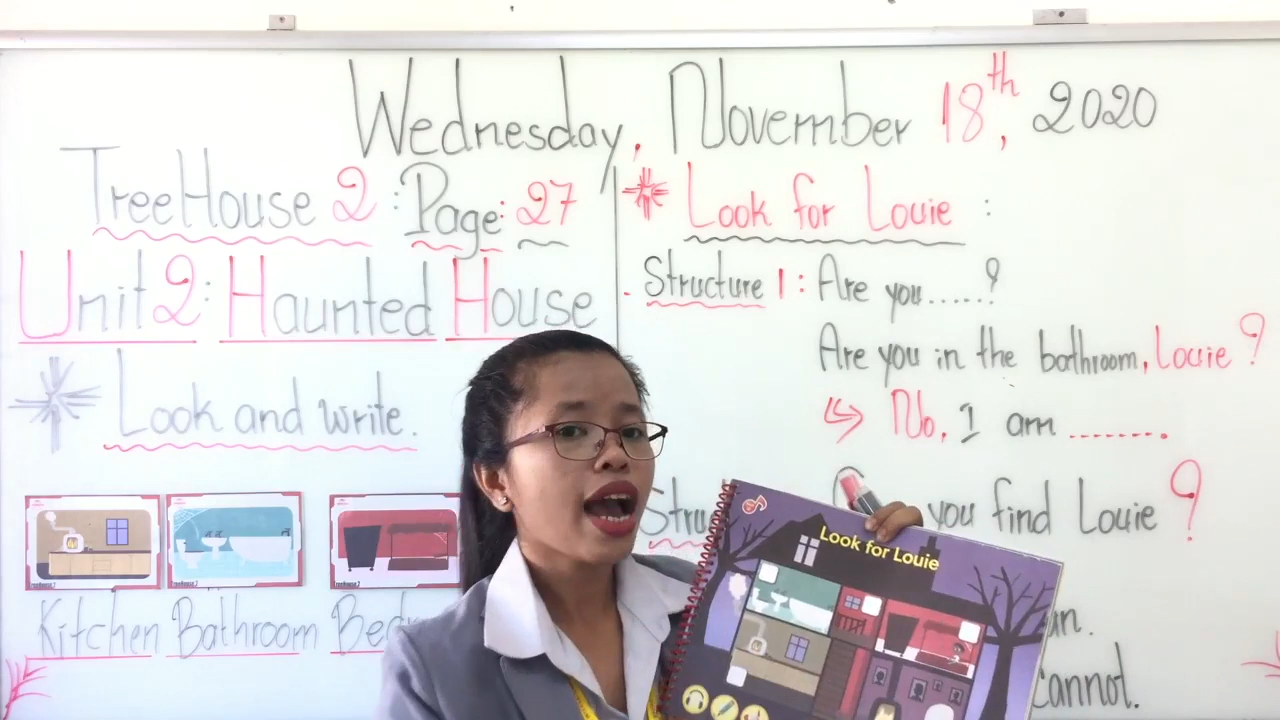 Wednesday, November 18th, 2020
TreeHouse 2 : Page: 27
Unit 2: Haunted House
Look and write.
Kitchen Bathroom
* Look for Louie :
Structure 1: Are you......?
Are you in the bathroom, Louie?
No, I am ........
you find Louie ?
cannot.
Look for Louie